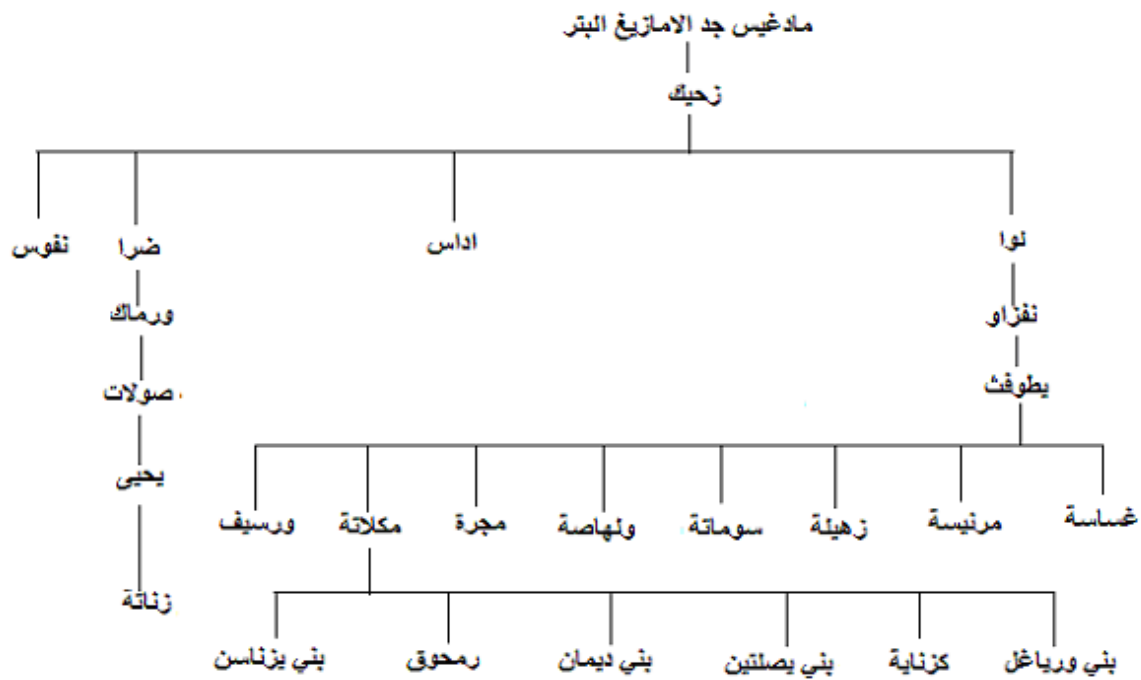 مادغيس جد الامازيغ البتر
زحيك
لوا
اداس
ضرا
نفوس
نفزاو
ورماك
يطوفث
صولات
يحيى
غساسة
مرنيسة
زهيلة
سوماتة
ولهاصة
مجرة
مكلاتة
ورسيف
زناتة
بني ورياغل
كزناية
بني يصلتين
بني ديمان
رمحوق
بني يزناسن